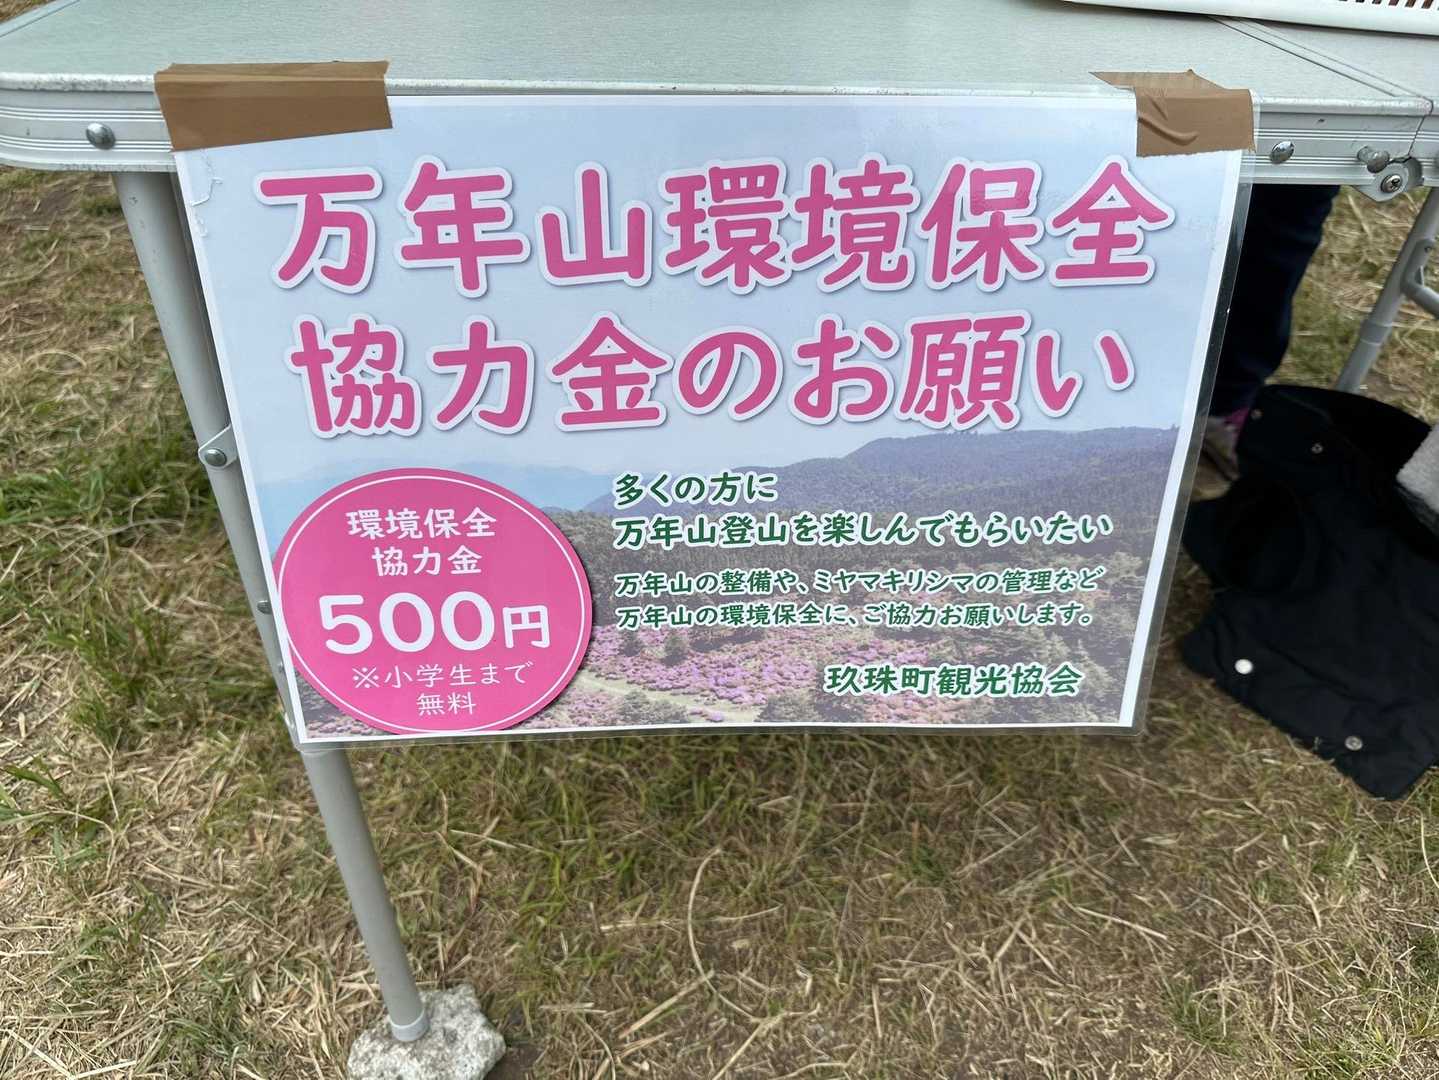 万年山環境保全
協力金のお願い
環境保全
協力金
500円
※小学生まで
無料
多くの方に
万年山登山を楽しんでもらいたい
万年山の整備や、ミヤマキリシマの管理など
万年山の環境保全に、ご協力お願いします。
玖珠町観光協会